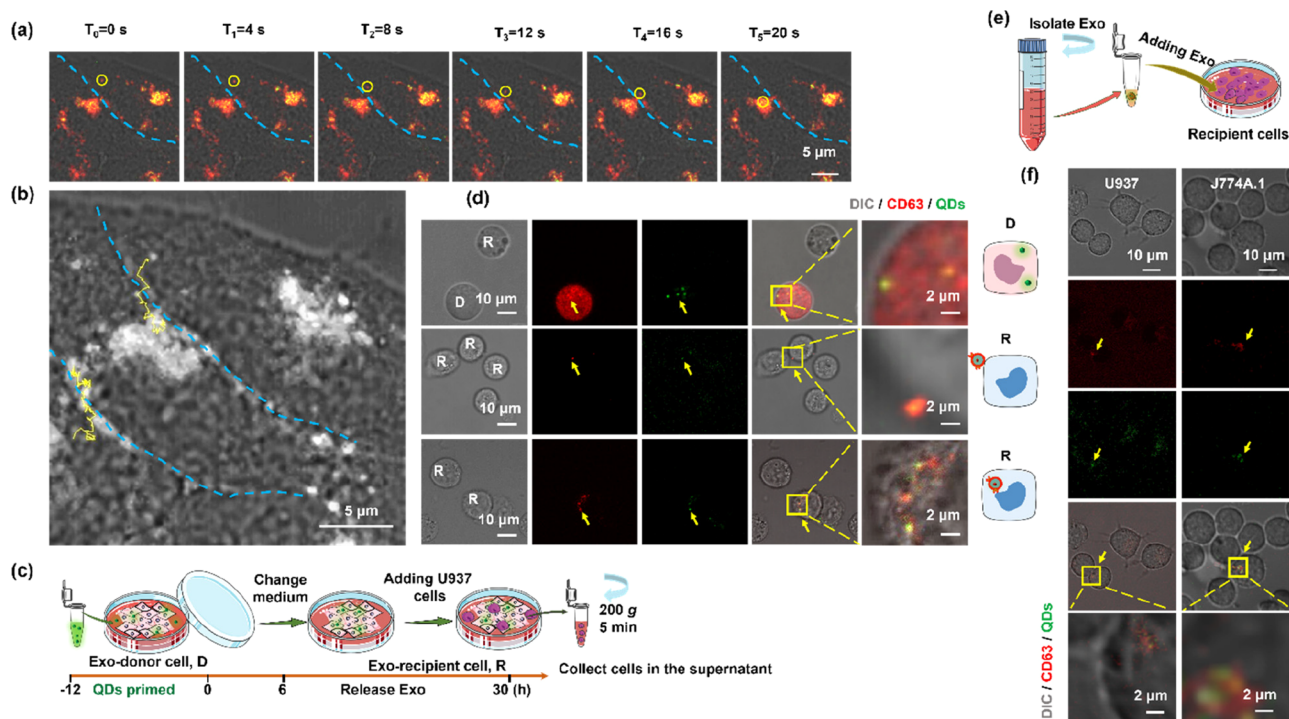 (a)
T₀=0 s T₁=4 s T₂=8 s T₃=12 s T₄=16 s T₅=20 s
5 μm
(b)
5 μm
(c)
Change medium
Adding U937 cells
200 g
5 min
Exo-donor cell, D
Exo-recipient cell, R
Collect cells in the supernatant
-12 QDs primed 0 6 Release Exo 30 (h)
(d)
DIC / CD63 / QDs
R
D
10 μm
2 μm
R
R
R
10 μm
2 μm
R
R
10 μm
2 μm
D
R
R
(e)
Isolate Exo
Adding Exo
Recipient cells
(f)
U937 J774A.1
10 μm 10 μm
2 μm 2 μm
DIC / CD63 / QDs